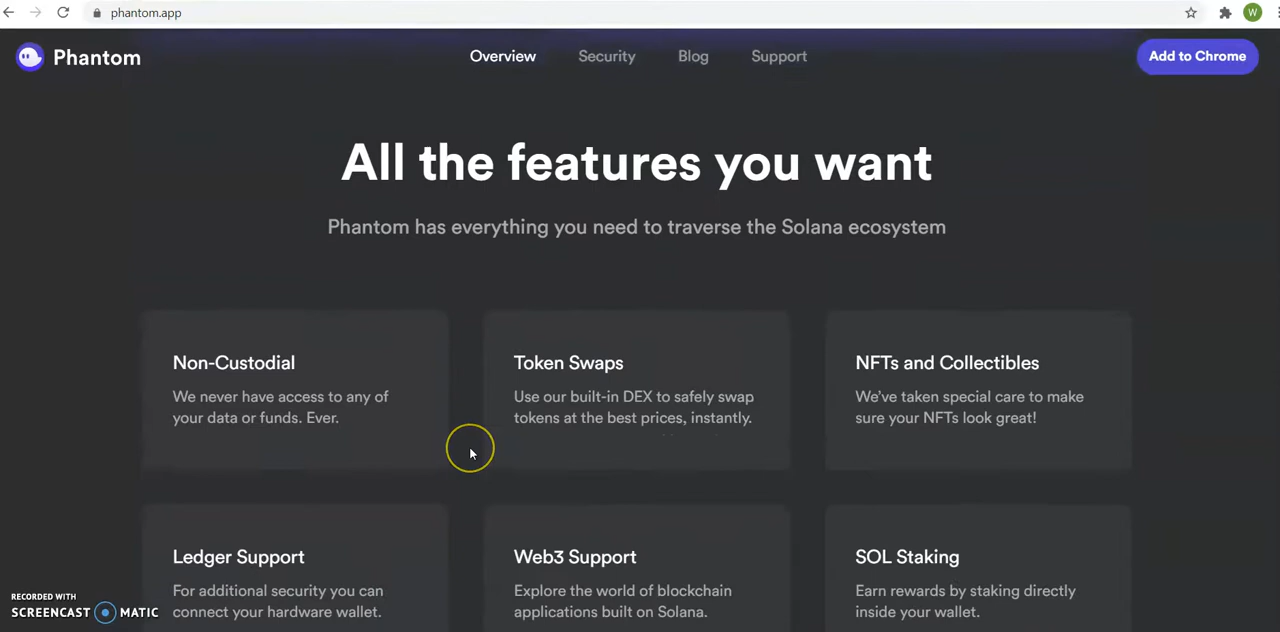 phantom.app
W
Phantom
Overview
Security
Blog
Support
Add to Chrome
All the features you want
Phantom has everything you need to traverse the Solana ecosystem
Non-Custodial
We never have access to any of
your data or funds. Ever.
Token Swaps
Use our built-in DEX to safely swap
tokens at the best prices, instantly.
NFTs and Collectibles
We've taken special care to make
sure your NFTs look great!
Ledger Support
For additional security you can
connect your hardware wallet.
Web3 Support
Explore the world of blockchain
applications built on Solana.
SOL Staking
Earn rewards by staking directly
inside your wallet.
RECORDED WITH
SCREENCAST MATIC